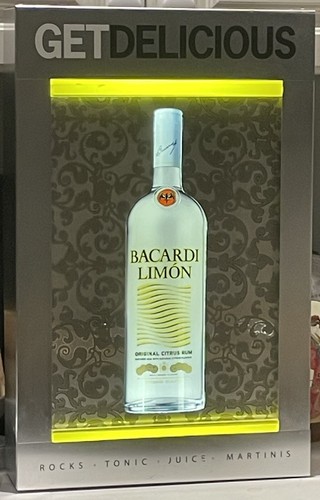 GETDELICIOUS
BACARDI
LIMÓN
ORIGINAL CITRUS RUM
ROCKS · TONIC · JUICE · MARTINIS